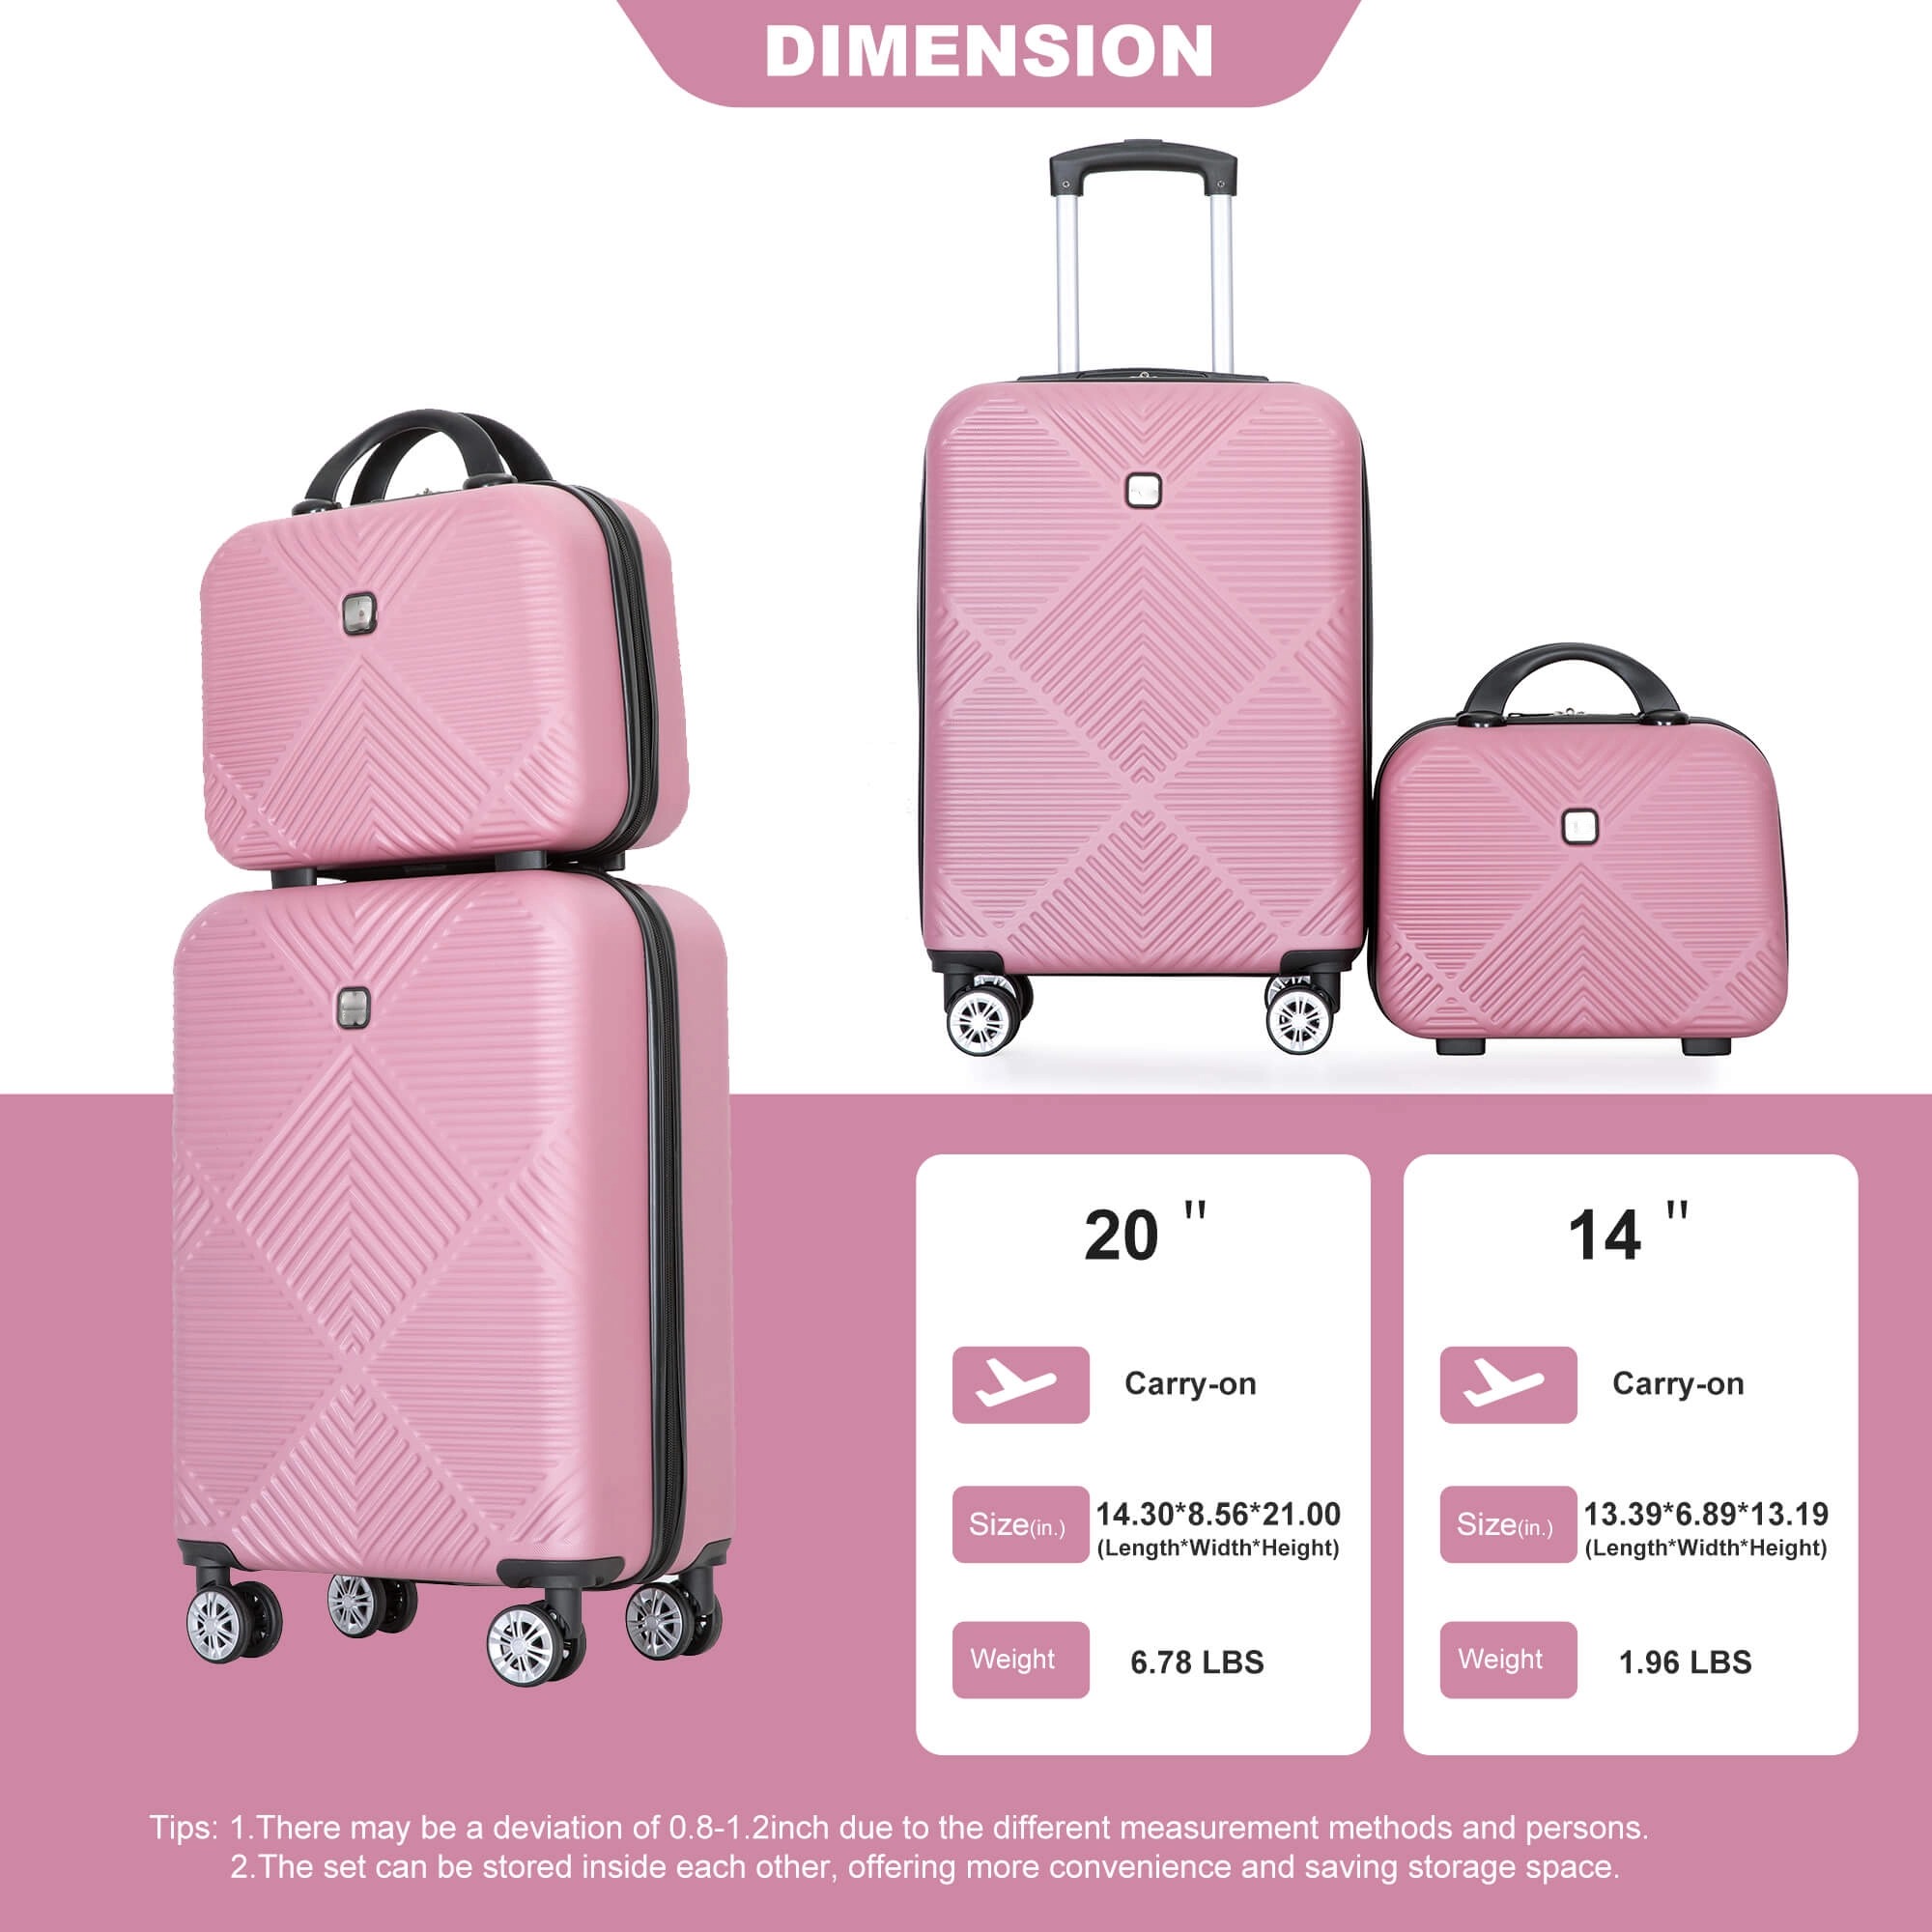 DIMENSION
20 "
Carry-on
Size(in.) 14.30*8.56*21.00
(Length*Width*Height)
Weight 6.78 LBS
14 "
Carry-on
Size(in.) 13.39*6.89*13.19
(Length*Width*Height)
Weight 1.96 LBS
Tips: 1.There may be a deviation of 0.8-1.2inch due to the different measurement methods and persons.
2.The set can be stored inside each other, offering more convenience and saving storage space.